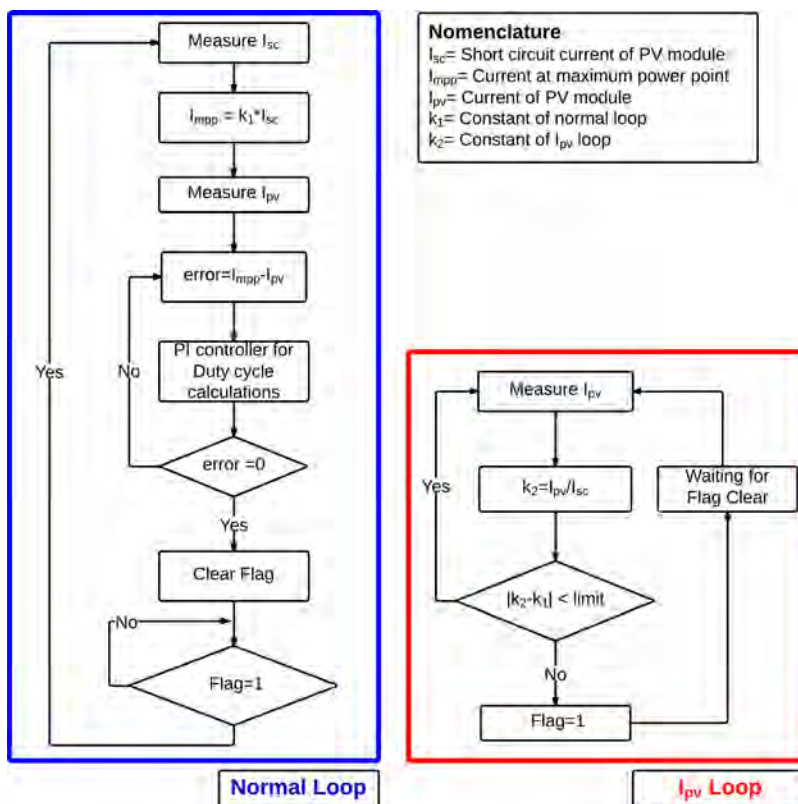 Measure Isc
Impp = k1*Isc
Measure Ipv
error=Impp-Ipv
PI controller for
Duty cycle
calculations
error =0
No
Yes
Yes
Clear Flag
No
Flag=1
Normal Loop
Nomenclature
Isc= Short circuit current of PV module
Impp= Current at maximum power point
Ipv= Current of PV module
k1= Constant of normal loop
k2= Constant of Ipv loop
Measure Ipv
k2=Ipv/Isc
Yes
Waiting for
Flag Clear
|k2-k1| < limit
No
Flag=1
Ipv Loop